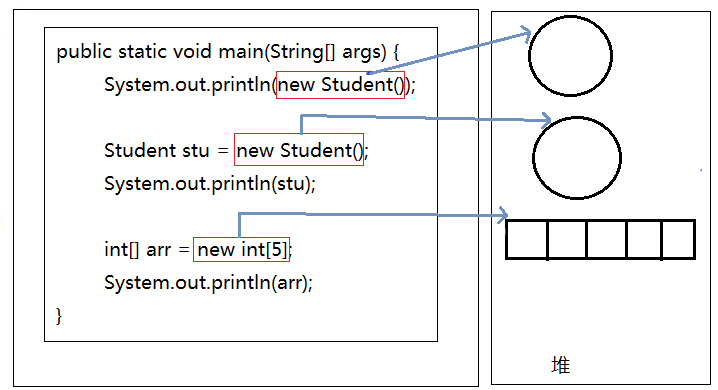 public static void main(String[] args) {
System.out.println(new Student());
Student stu = new Student();
System.out.println(stu);
int[] arr = new int[5];
System.out.println(arr);
}
堆